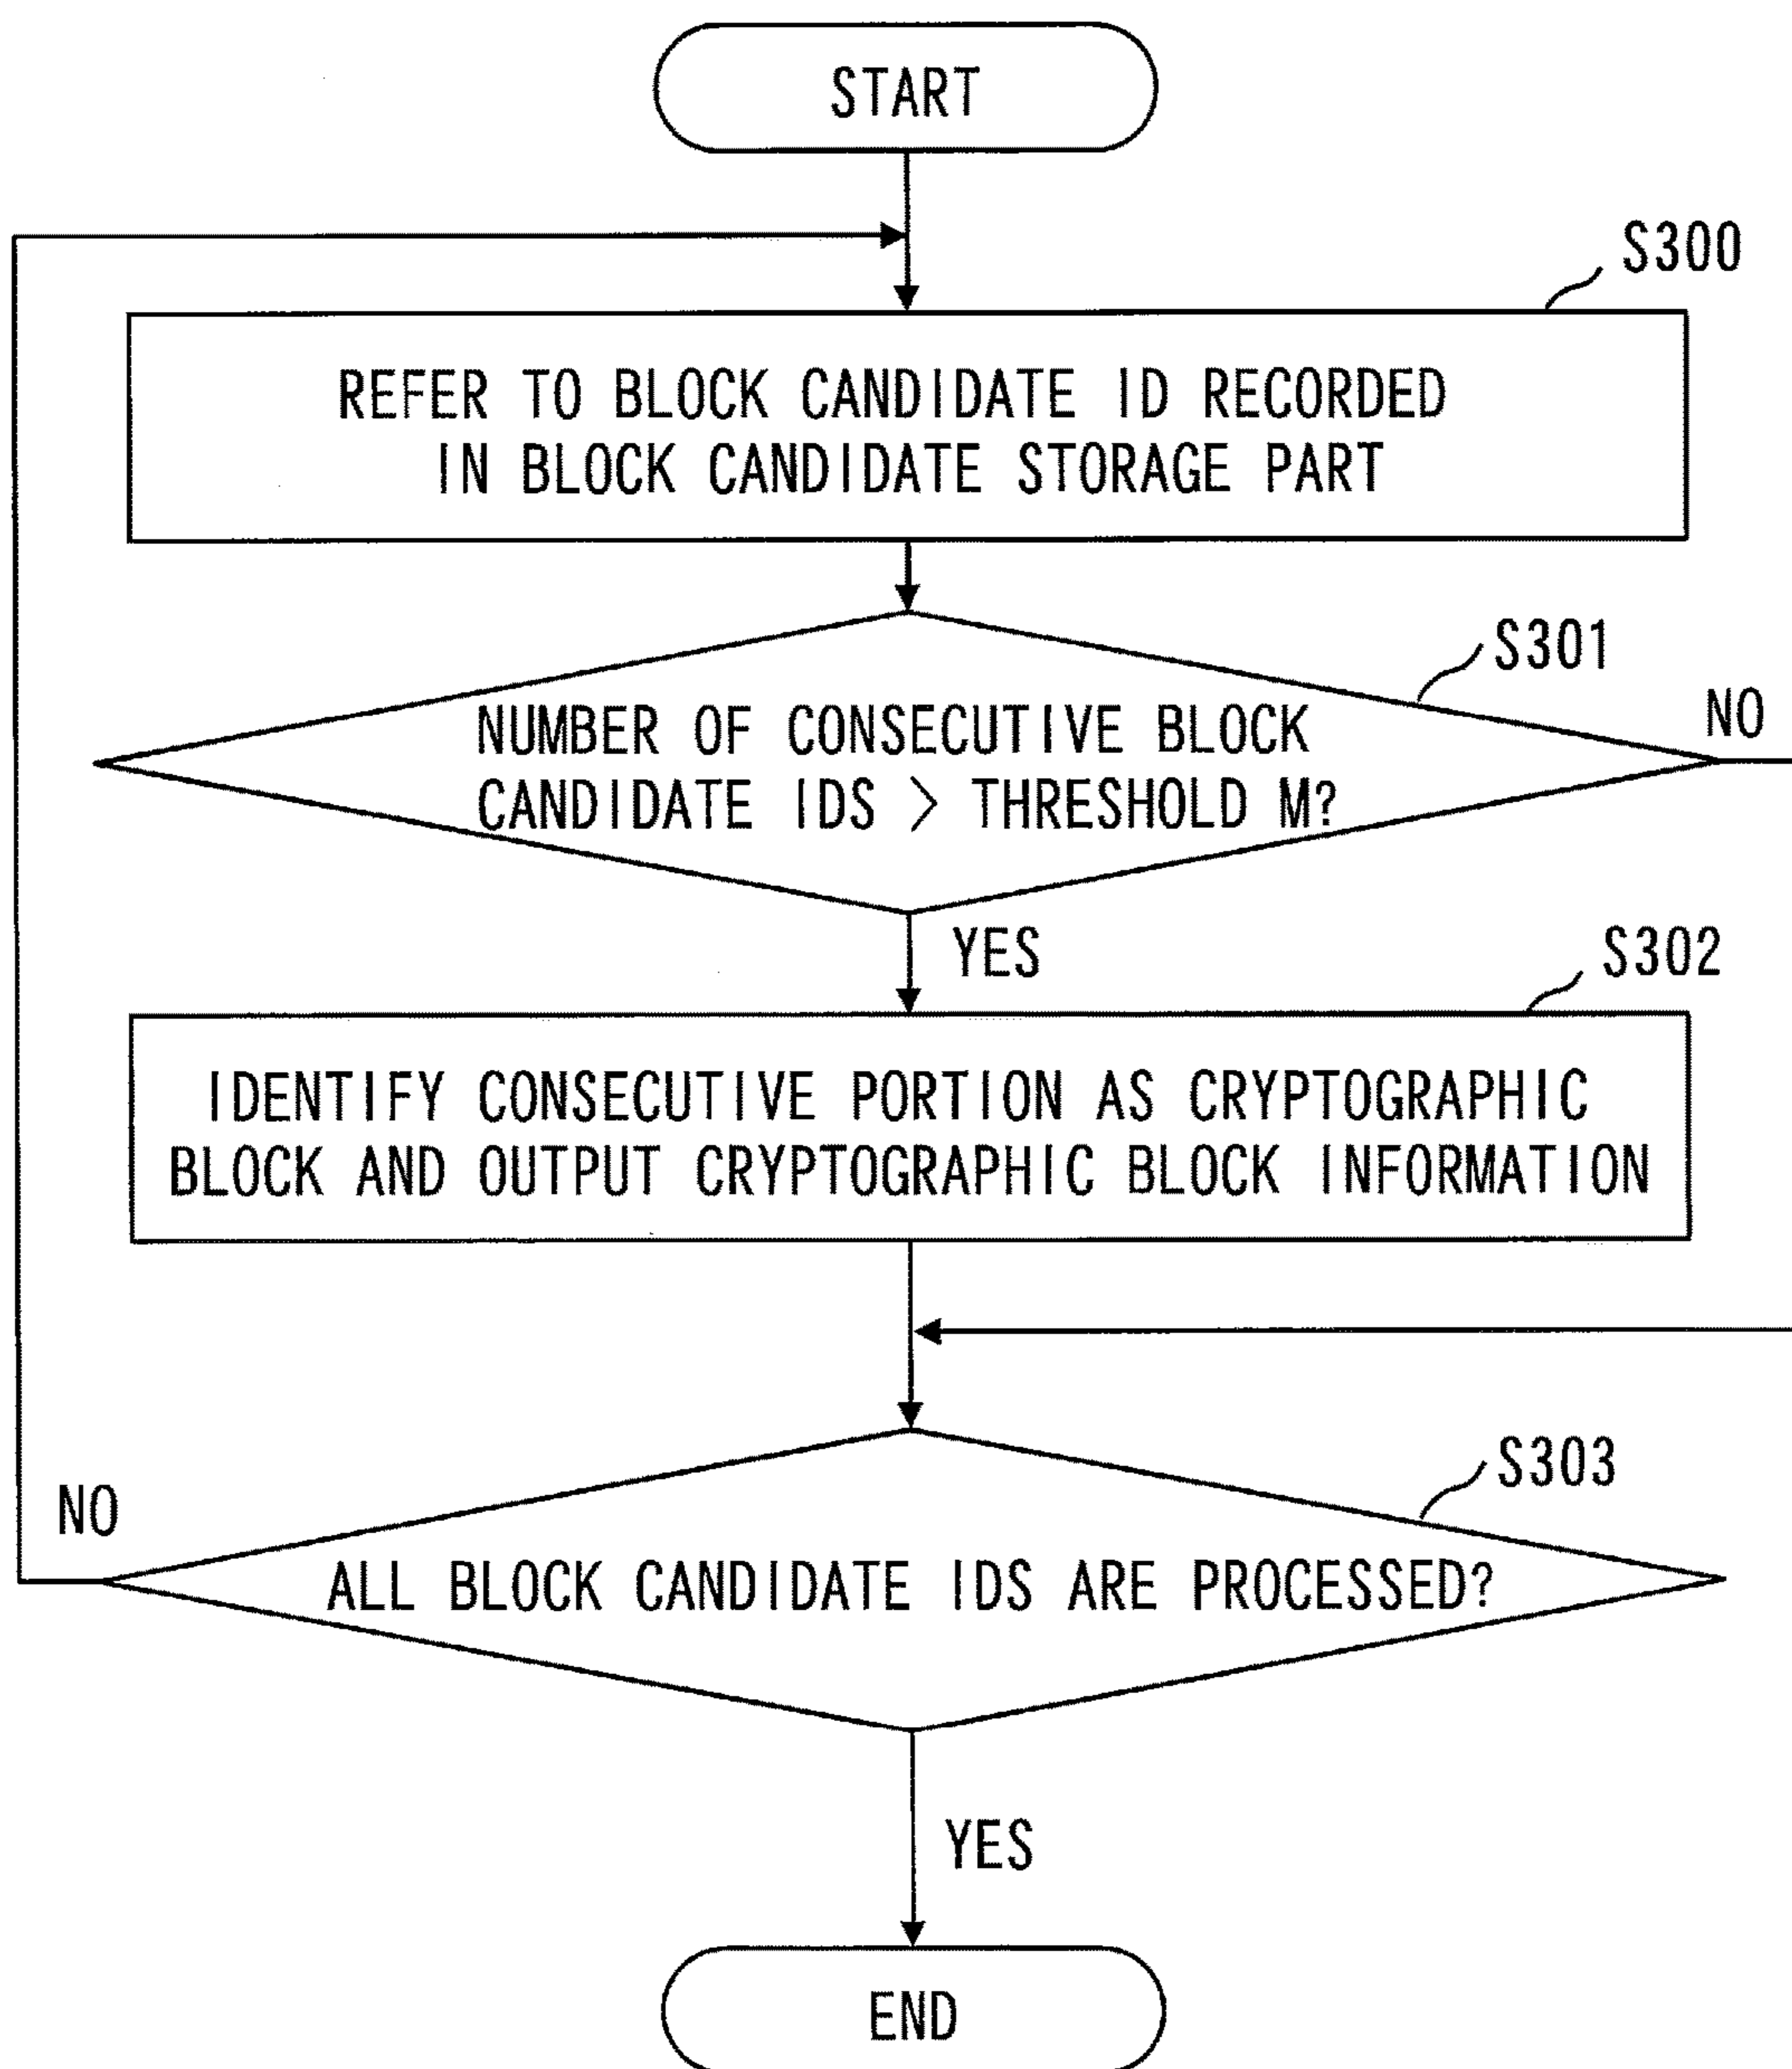 START
S300
REFER TO BLOCK CANDIDATE ID RECORDED
IN BLOCK CANDIDATE STORAGE PART
S301
NO
NUMBER OF CONSECUTIVE BLOCK
CANDIDATE IDS > THRESHOLD M?
YES
S302
IDENTIFY CONSECUTIVE PORTION AS CRYPTOGRAPHIC
BLOCK AND OUTPUT CRYPTOGRAPHIC BLOCK INFORMATION
S303
NO
ALL BLOCK CANDIDATE IDS ARE PROCESSED?
YES
END